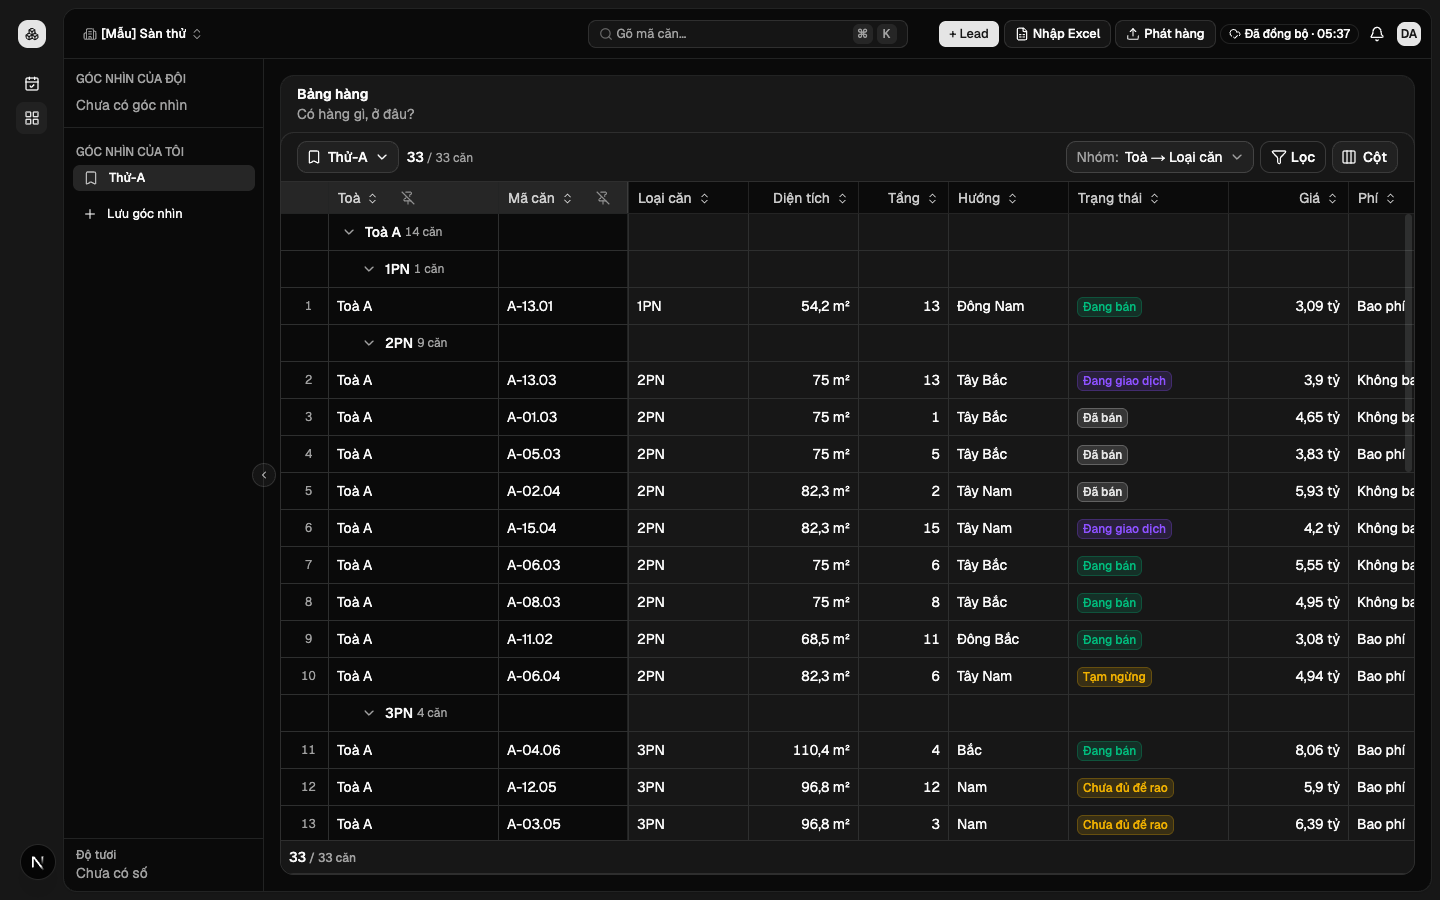 [Mẫu] Sàn thử
Gõ mã căn...
⌘ K
+ Lead
Nhập Excel
Phát hàng
Đã đồng bộ · 05:37
DA
GÓC NHÌN CỦA ĐỘI
Chưa có góc nhìn
GÓC NHÌN CỦA TÔI
Thử-A
Lưu góc nhìn
Độ tươi
Chưa có số
N
Bảng hàng
Có hàng gì, ở đâu?
Thử-A 33 / 33 căn
Nhóm: Toà → Loại căn
Lọc
Cột
Toà Mã căn Loại căn Diện tích Tầng Hướng Trạng thái Giá Phí
Toà A 14 căn
1PN 1 căn
1 Toà A A-13.01 1PN 54,2 m² 13 Đông Nam Đang bán 3,09 tỷ Bao phí
2PN 9 căn
2 Toà A A-13.03 2PN 75 m² 13 Tây Bắc Đang giao dịch 3,9 tỷ Không ba
3 Toà A A-01.03 2PN 75 m² 1 Tây Bắc Đã bán 4,65 tỷ Không ba
4 Toà A A-05.03 2PN 75 m² 5 Tây Bắc Đã bán 3,83 tỷ Bao phí
5 Toà A A-02.04 2PN 82,3 m² 2 Tây Nam Đã bán 5,93 tỷ Không ba
6 Toà A A-15.04 2PN 82,3 m² 15 Tây Nam Đang giao dịch 4,2 tỷ Không ba
7 Toà A A-06.03 2PN 75 m² 6 Tây Bắc Đang bán 5,55 tỷ Không ba
8 Toà A A-08.03 2PN 75 m² 8 Tây Bắc Đang bán 4,95 tỷ Không ba
9 Toà A A-11.02 2PN 68,5 m² 11 Đông Bắc Đang bán 3,08 tỷ Bao phí
10 Toà A A-06.04 2PN 82,3 m² 6 Tây Nam Tạm ngừng 4,94 tỷ Bao phí
3PN 4 căn
11 Toà A A-04.06 3PN 110,4 m² 4 Bắc Đang bán 8,06 tỷ Bao phí
12 Toà A A-12.05 3PN 96,8 m² 12 Nam Chưa đủ để rao 5,9 tỷ Bao phí
13 Toà A A-03.05 3PN 96,8 m² 3 Nam Chưa đủ để rao 6,39 tỷ Bao phí
33 / 33 căn